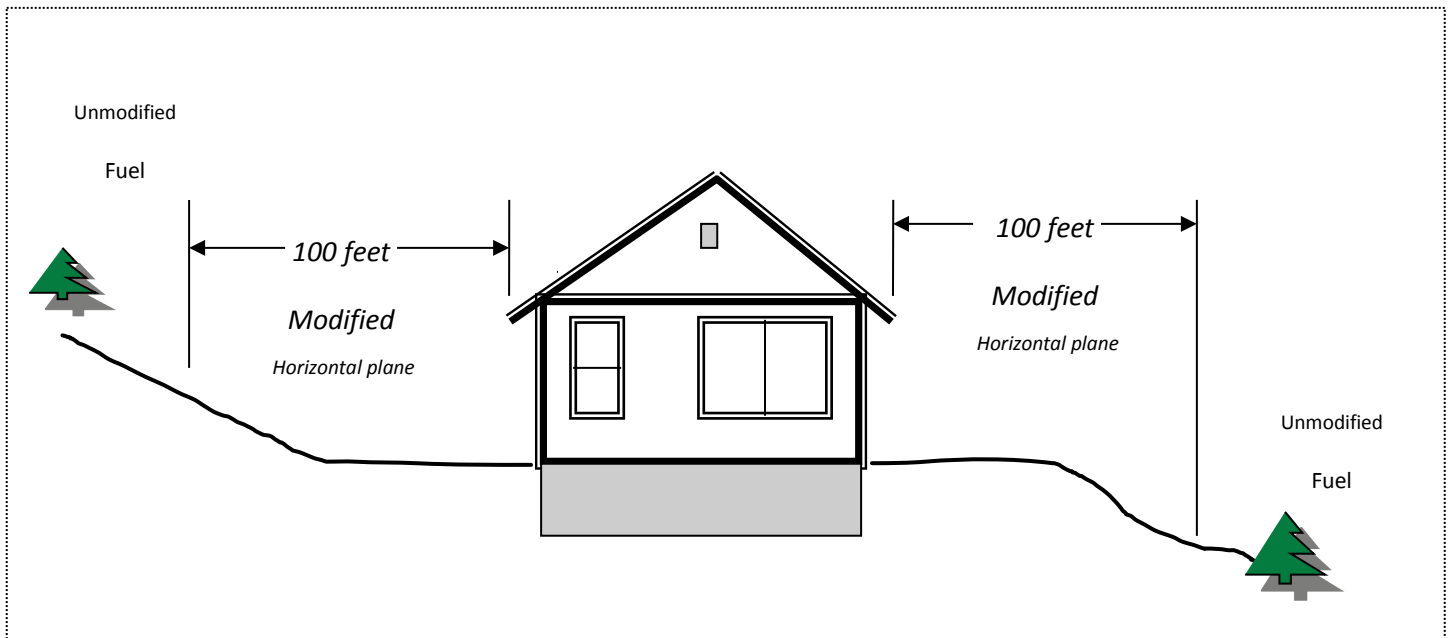 Unmodified
Fuel
100 feet
Modified
Horizontal plane
100 feet
Modified
Horizontal plane
Unmodified
Fuel